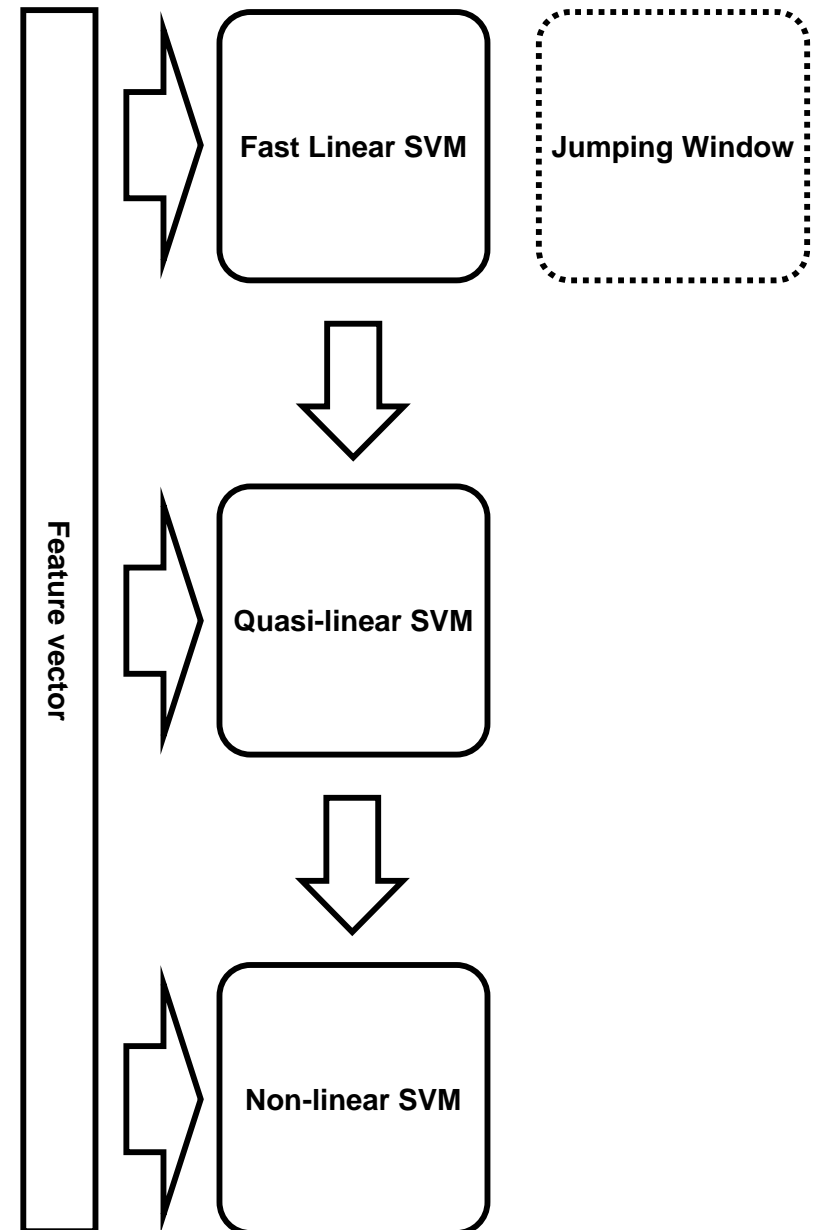 Fast Linear SVM
Jumping Window
Feature vector
Quasi-linear SVM
Non-linear SVM